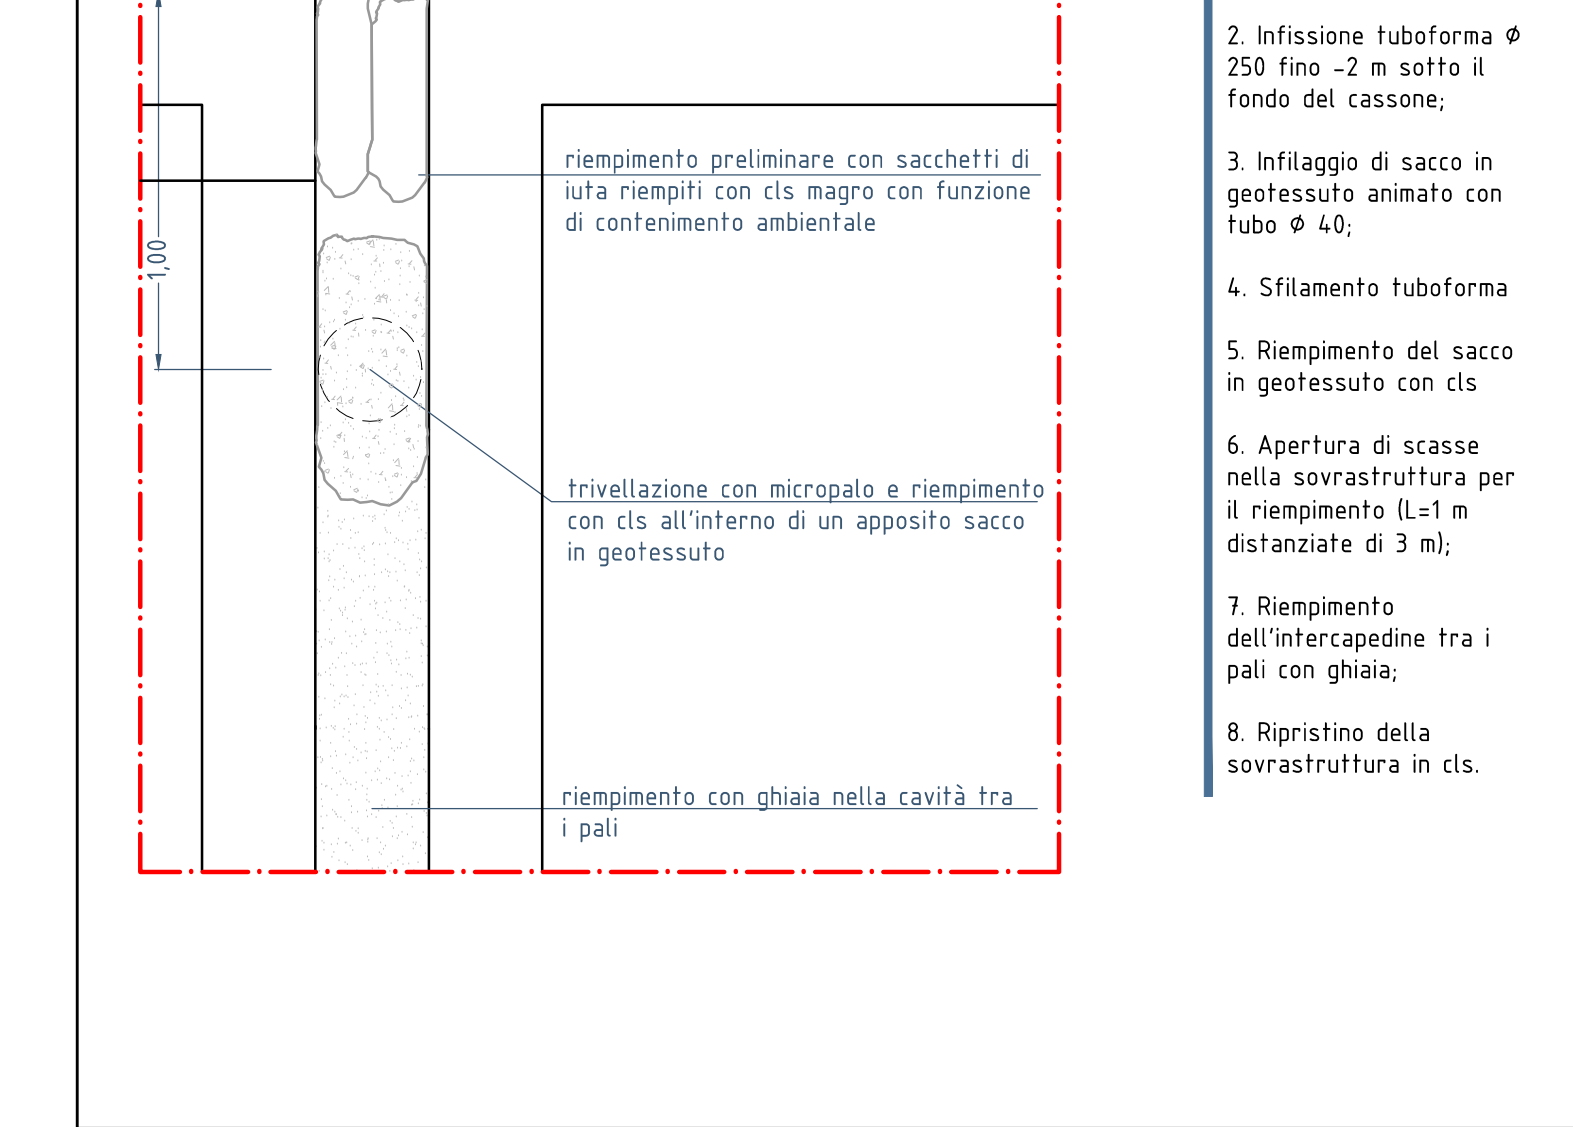 riempimento preliminare con sacchetti di
iuta riempiti con cls magro con funzione
di contenimento ambientale
1,00
trivellazione con micropalo e riempimento
con cls all'interno di un apposito sacco
in geotessuto
riempimento con ghiaia nella cavità tra
i pali
2. Infissione tuboforma Ø
250 fino -2 m sotto il
fondo del cassone;
3. Infilaggio di sacco in
geotessuto animato con
tubo Ø 40;
4. Sfilamento tuboforma
5. Riempimento del sacco
in geotessuto con cls
6. Apertura di scasse
nella sovrastruttura per
il riempimento (L=1 m
distanziate di 3 m);
7. Riempimento
dell'intercapedine tra i
pali con ghiaia;
8. Ripristino della
sovrastruttura in cls.